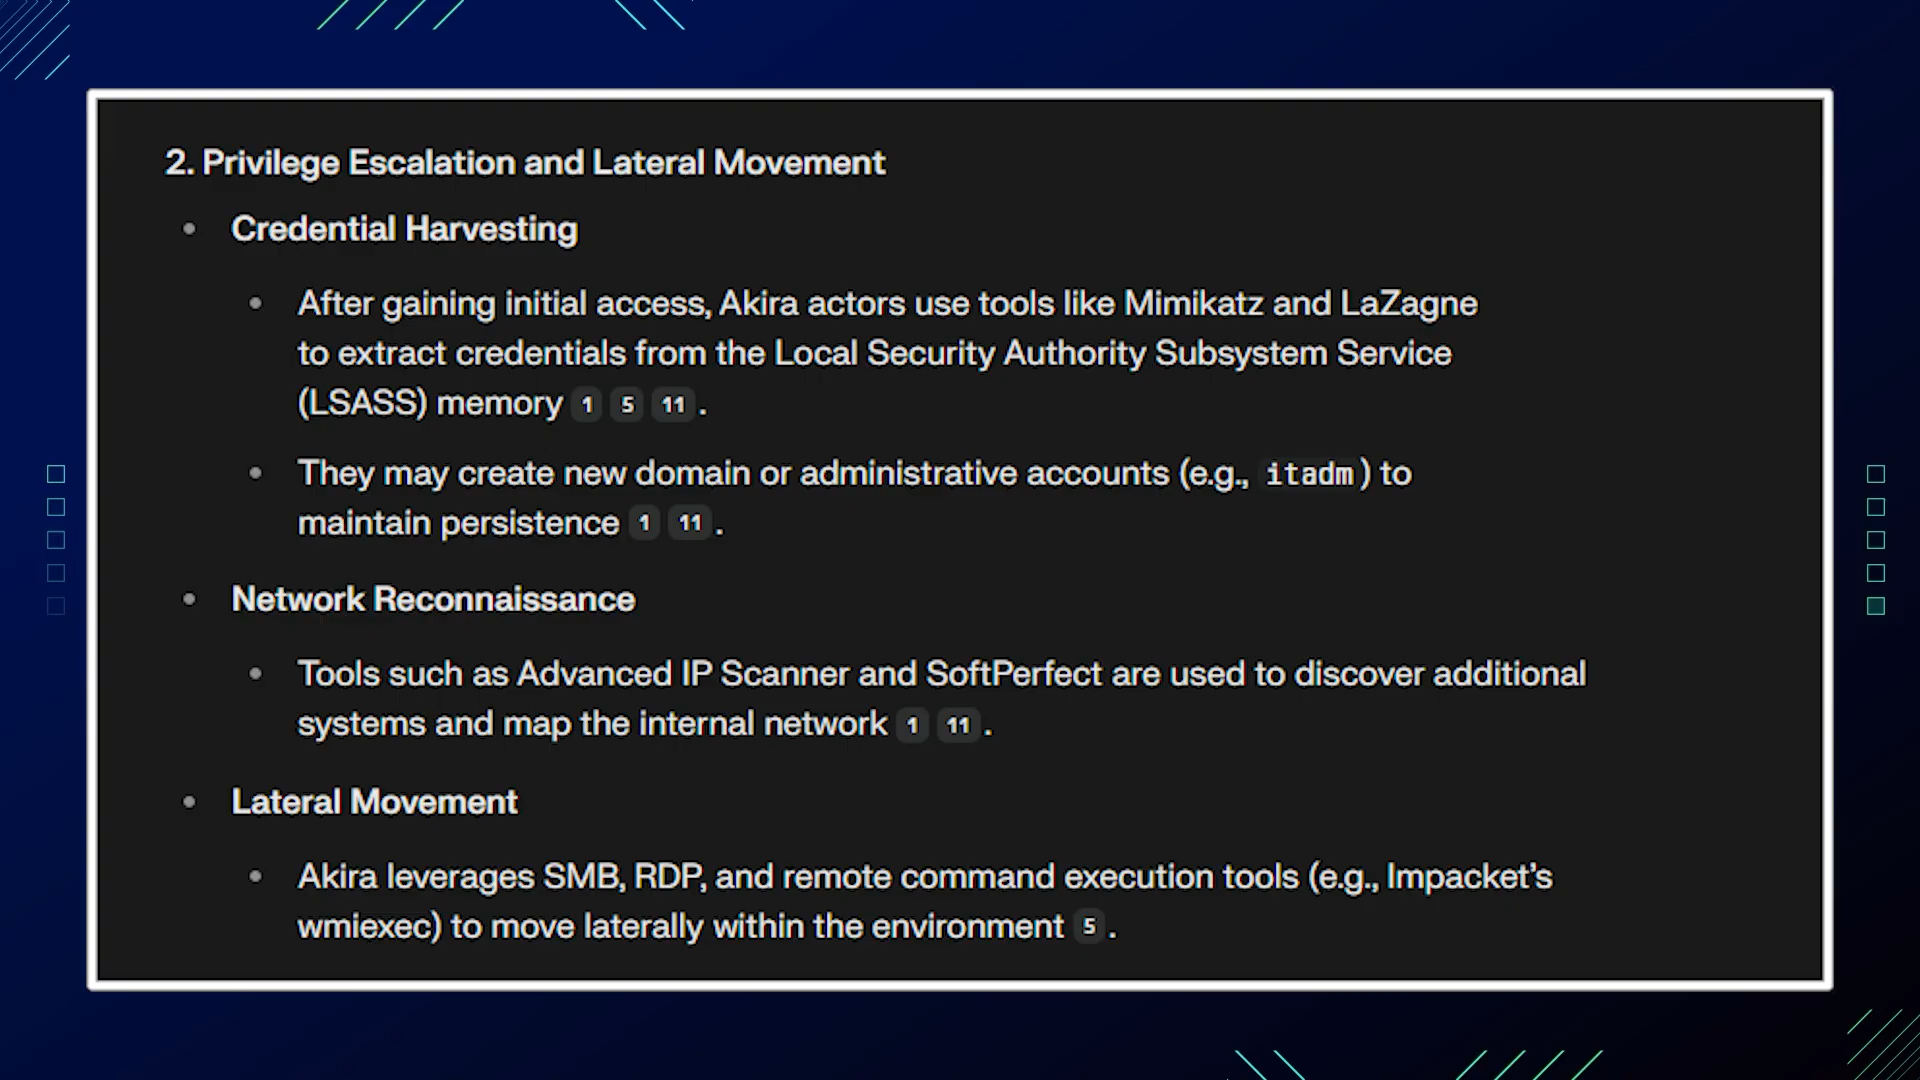 2. Privilege Escalation and Lateral Movement
Credential Harvesting
After gaining initial access, Akira actors use tools like Mimikatz and LaZagne
to extract credentials from the Local Security Authority Subsystem Service
(LSASS) memory 1 5 11 .
They may create new domain or administrative accounts (e.g., itadm ) to
maintain persistence 1 11 .
Network Reconnaissance
Tools such as Advanced IP Scanner and SoftPerfect are used to discover additional
systems and map the internal network 1 11 .
Lateral Movement
Akira leverages SMB, RDP, and remote command execution tools (e.g., Impacket’s
wmiexec) to move laterally within the environment 5 .